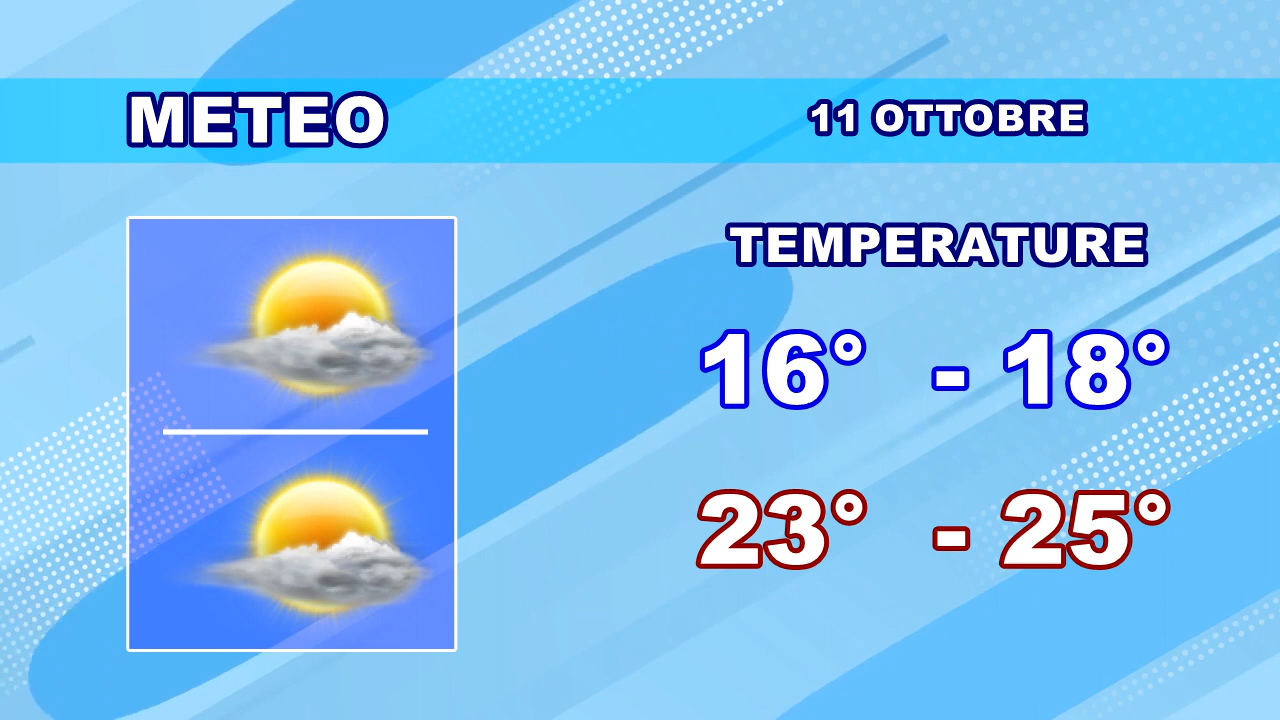 METEO
11 OTTOBRE
TEMPERATURE
16° - 18°
23° - 25°